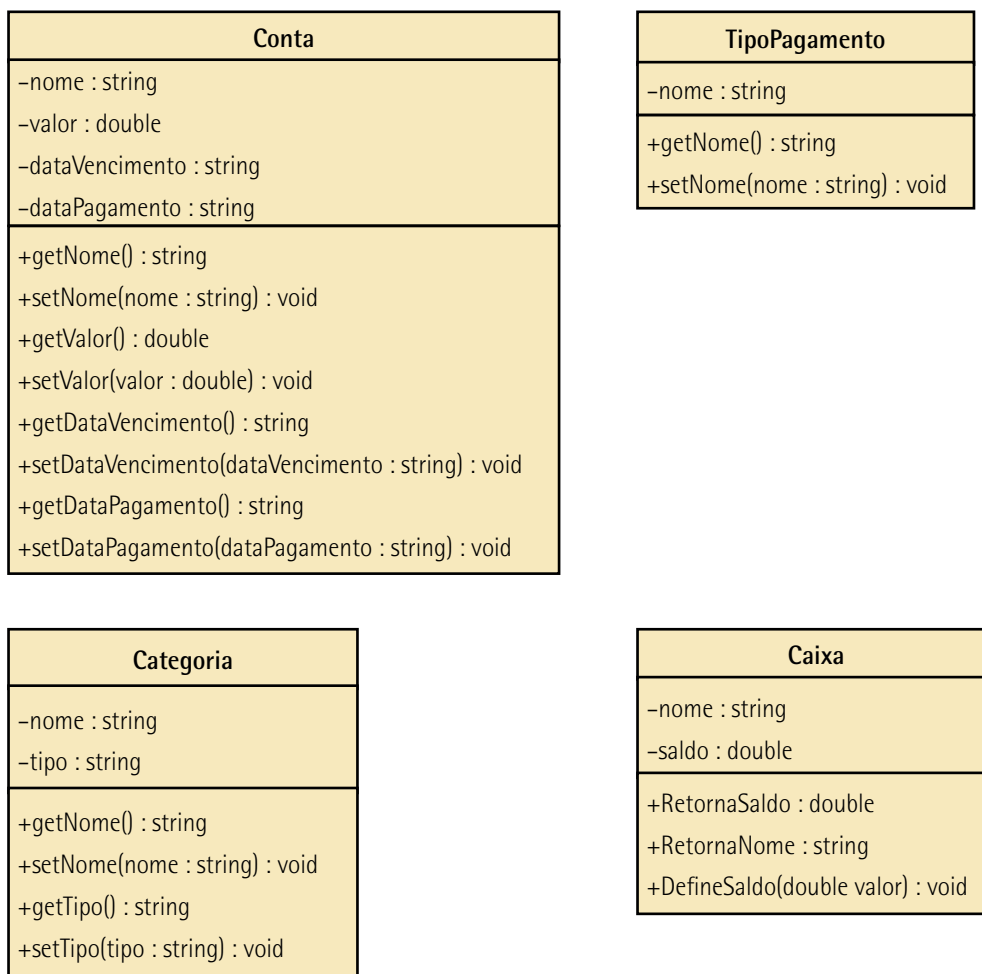 Conta
–nome : string
–valor : double
–dataVencimento : string
–dataPagamento : string
+getNome() : string
+setNome(nome : string) : void
+getValor() : double
+setValor(valor : double) : void
+getDataVencimento() : string
+setDataVencimento(dataVencimento : string) : void
+getDataPagamento() : string
+setDataPagamento(dataPagamento : string) : void
TipoPagamento
–nome : string
+getNome() : string
+setNome(nome : string) : void
Categoria
–nome : string
–tipo : string
+getNome() : string
+setNome(nome : string) : void
+getTipo() : string
+setTipo(tipo : string) : void
Caixa
–nome : string
–saldo : double
+RetornaSaldo : double
+RetornaNome : string
+DefineSaldo(double valor) : void